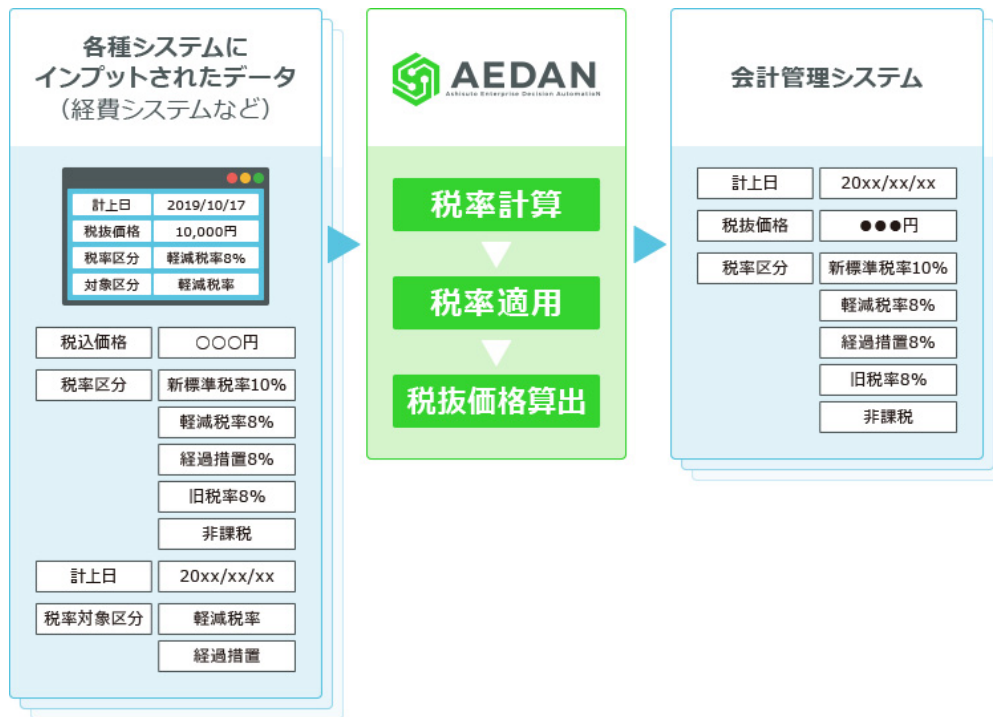 各種システムに
インプットされたデータ
（経費システムなど）
計上日 2019/10/17
税抜価格 10,000円
税率区分 軽減税率8%
対象区分 軽減税率
税込価格 ○○○円
税率区分 新標準税率10%
軽減税率8%
経過措置8%
旧税率8%
非課税
計上日 20xx/xx/xx
税率対象区分 軽減税率
経過措置
AEDAN
Ashisuto Enterprise Decision AutomatioN
税率計算
税率適用
税抜価格算出
会計管理システム
計上日 20xx/xx/xx
税抜価格 ●●●円
税率区分 新標準税率10%
軽減税率8%
経過措置8%
旧税率8%
非課税